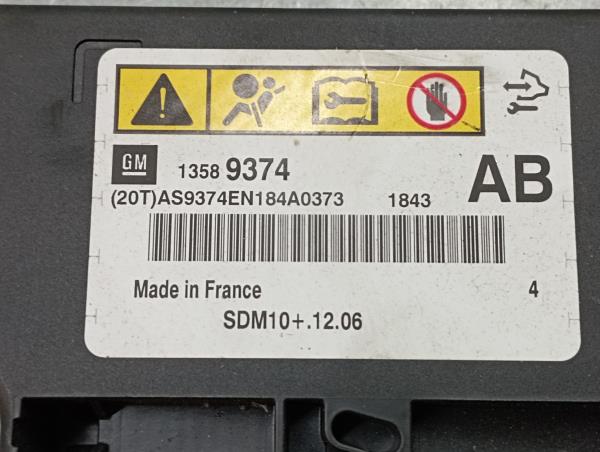 GM 1358 9374 AB
(20T)AS9374EN184A0373 1843
Made in France 4
SDM10+.12.06